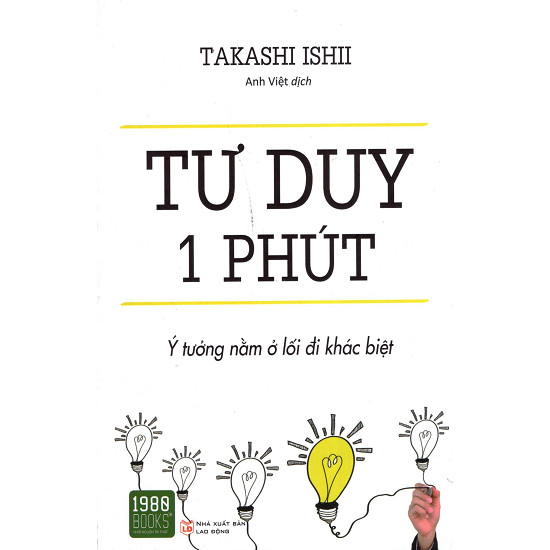 TAKASHI ISHII
Anh Việt dịch
TƯ DUY
1 PHÚT
Ý tưởng nằm ở lối đi khác biệt
1980
BOOKS
NHÀ XUẤT BẢN
LAO ĐỘNG